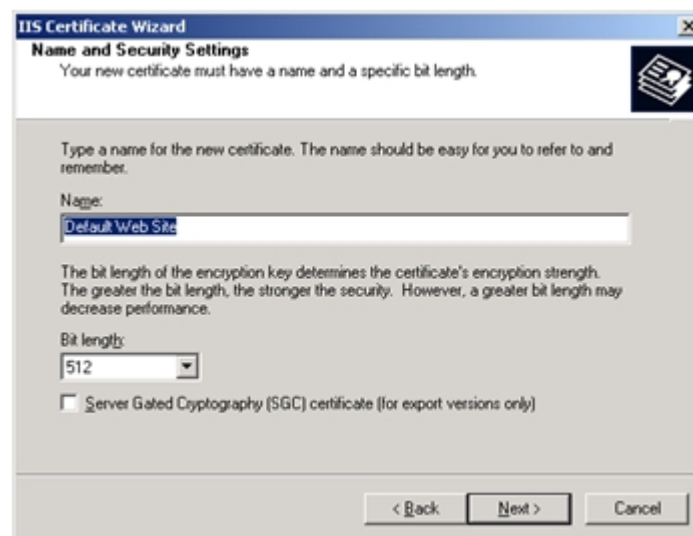 IIS Certificate Wizard
Name and Security Settings
Your new certificate must have a name and a specific bit length.
Type a name for the new certificate. The name should be easy for you to refer to and
remember.
Name:
Default Web Site
The bit length of the encryption key determines the certificate's encryption strength.
The greater the bit length, the stronger the security. However, a greater bit length may
decrease performance.
Bit length:
512
Server Gated Cryptography (SGC) certificate (for export versions only)
< Back
Next >
Cancel